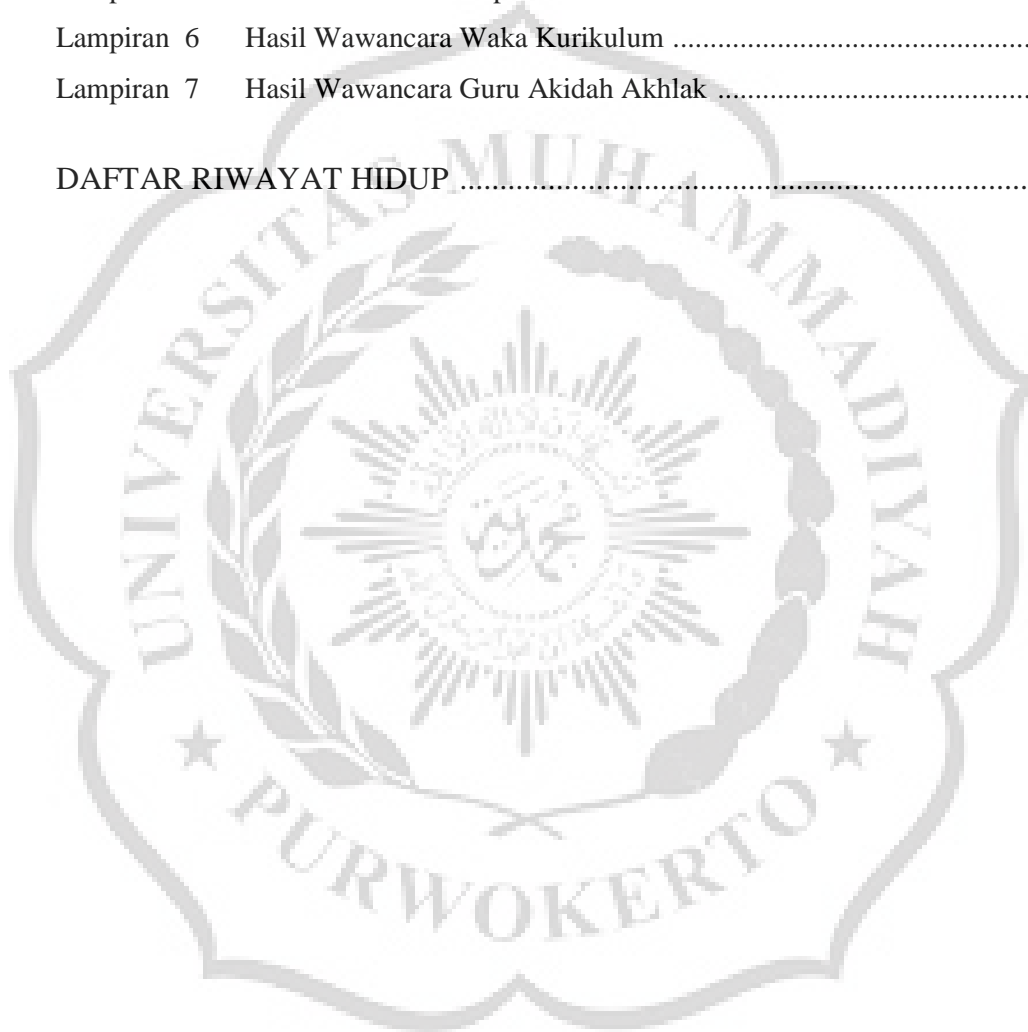 Lampiran 6 Hasil Wawancara Waka Kurikulum ................................................
Lampiran 7 Hasil Wawancara Guru Akidah Akhlak ..........................................
DAFTAR RIWAYAT HIDUP ........................................................................
UNIVERSITAS MUHAMMADIYAH
★ PURWOKERTO ★